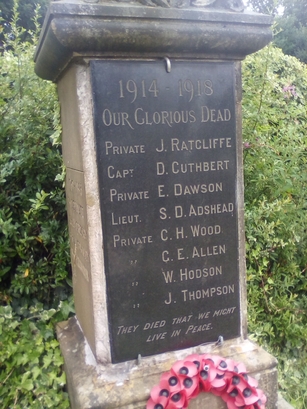 1914 - 1918
OUR GLORIOUS DEAD
PRIVATE J. RATCLIFFE
CAPT D. CUTHBERT
PRIVATE E. DAWSON
LIEUT. S. D. ADSHEAD
PRIVATE C. H. WOOD
" G. E. ALLEN
" W. HODSON
" J. THOMPSON
THEY DIED THAT WE MIGHT
LIVE IN PEACE.